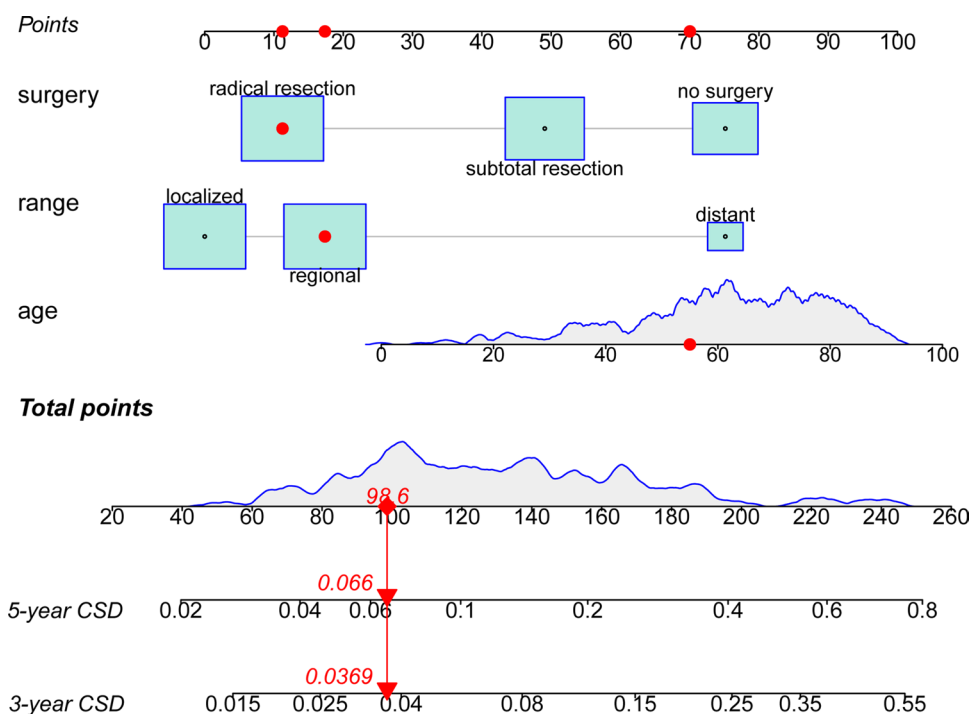 Points
0 10 20 30 40 50 60 70 80 90 100
surgery
radical resection
no surgery
subtotal resection
range
localized
distant
regional
age
0 20 40 60 80 100
Total points
98.6
20 40 60 80 100 120 140 160 180 200 220 240 260
0.066
5-year CSD
0.02 0.04 0.06 0.1 0.2 0.4 0.6 0.8
0.0369
3-year CSD
0.015 0.025 0.04 0.08 0.15 0.25 0.35 0.55